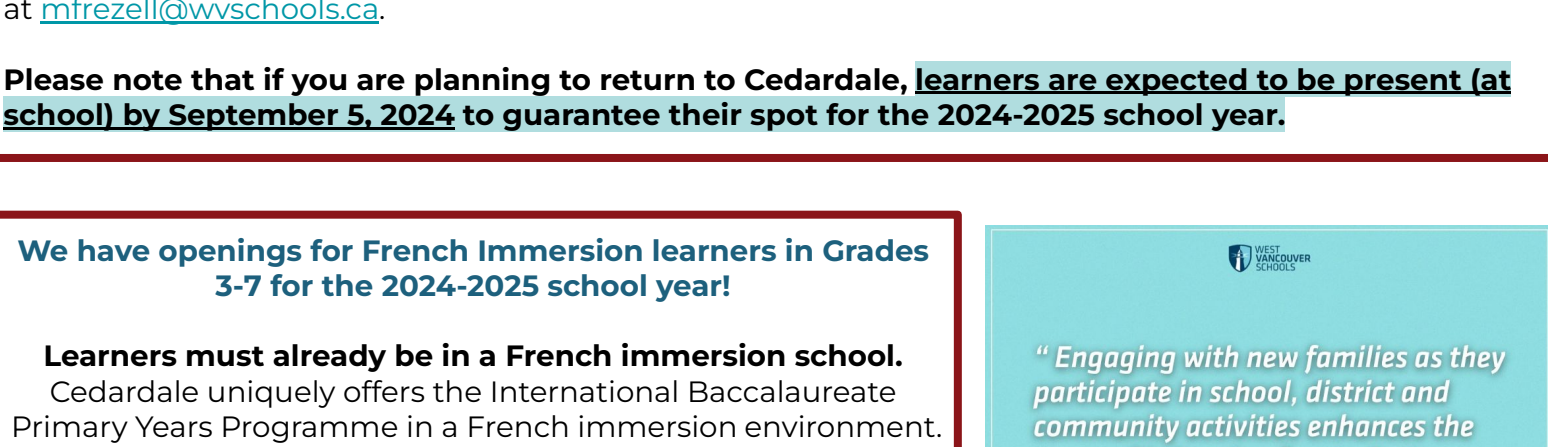 at mfrezell@wvschools.ca.
Please note that if you are planning to return to Cedardale, learners are expected to be present (at
school) by September 5, 2024 to guarantee their spot for the 2024-2025 school year.
We have openings for French Immersion learners in Grades
3-7 for the 2024-2025 school year!
Learners must already be in a French immersion school.
Cedardale uniquely offers the International Baccalaureate
Primary Years Programme in a French immersion environment.
WEST
VANCOUVER
SCHOOLS
“ Engaging with new families as they
participate in school, district and
community activities enhances the